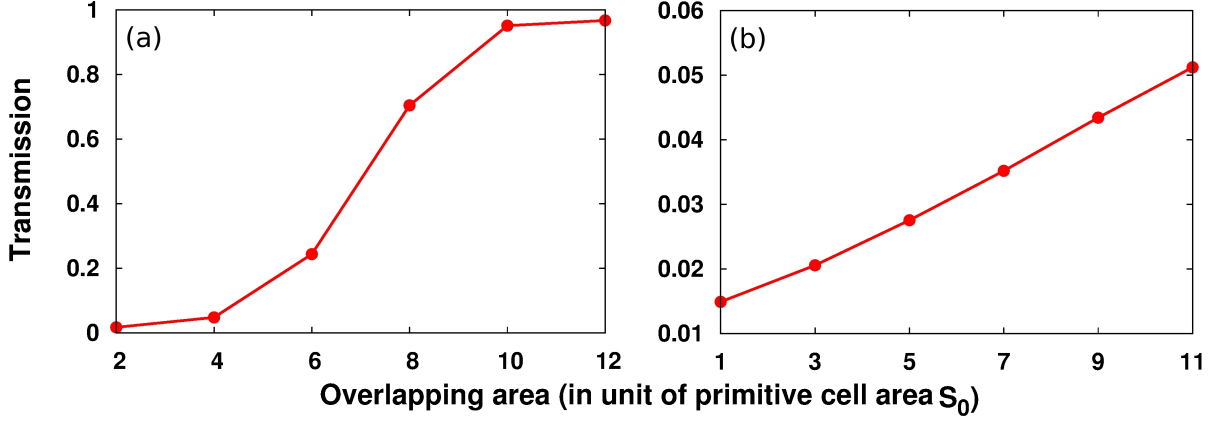 (a)
(b)
Transmission
1
0.8
0.6
0.4
0.2
0
2 4 6 8 10 12
0.06
0.05
0.04
0.03
0.02
0.01
1 3 5 7 9 11
Overlapping area (in unit of primitive cell area S₀)